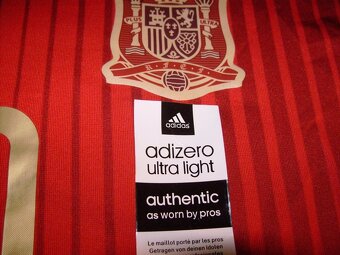 adidas
adizero
ultra light
authentic
as worn by pros
Le maillot porté par les pros
Getragen von deinen Idolen